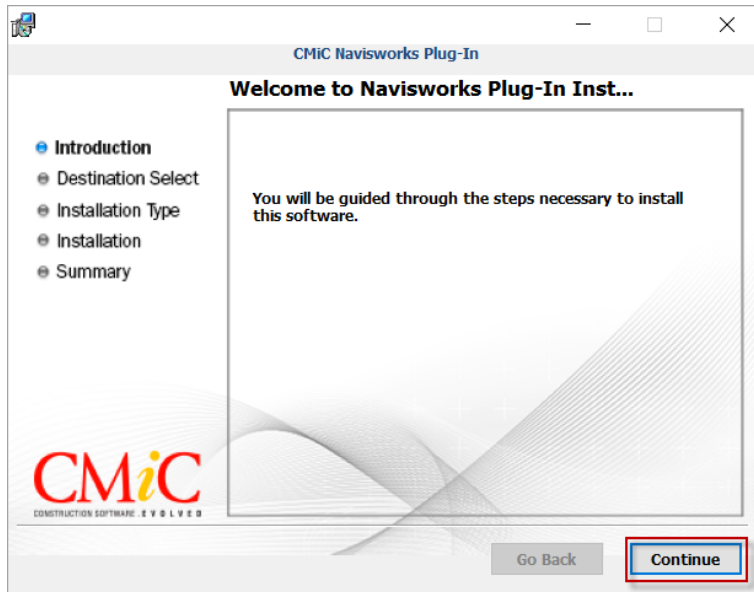 CMiC Navisworks Plug-In
Welcome to Navisworks Plug-In Inst...
Introduction
Destination Select
Installation Type
Installation
Summary
You will be guided through the steps necessary to install
this software.
CMiC
CONSTRUCTION SOFTWARE. EVOLVED
Go Back
Continue